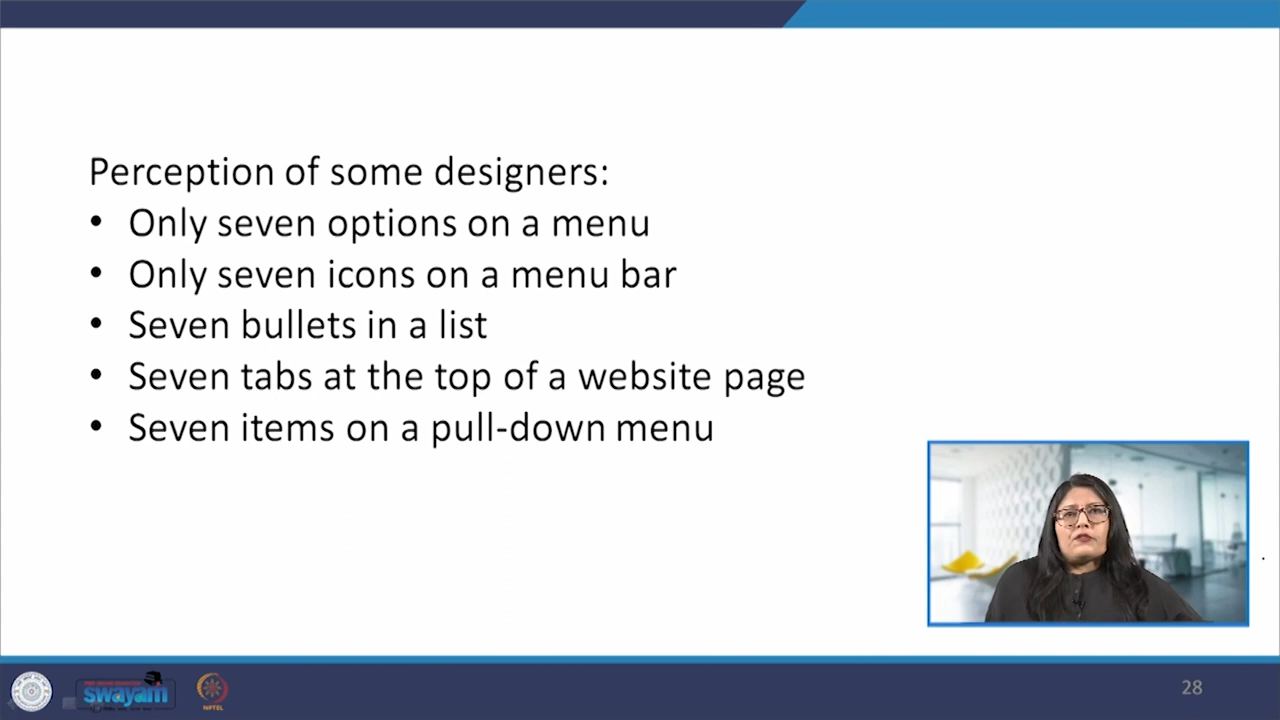 Perception of some designers:
• Only seven options on a menu
• Only seven icons on a menu bar
• Seven bullets in a list
• Seven tabs at the top of a website page
• Seven items on a pull-down menu
swayam
NPTEL
28